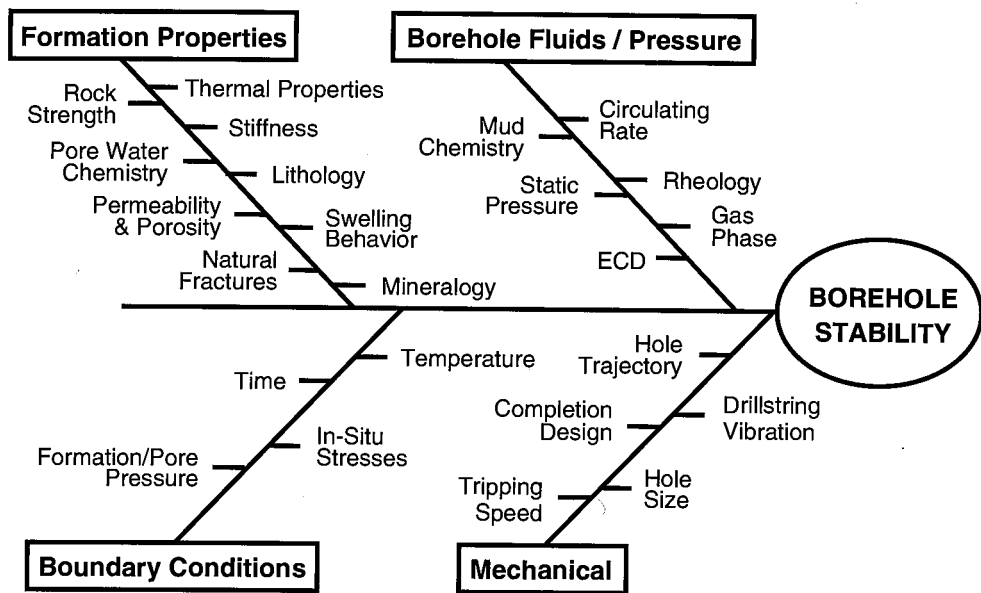 Formation Properties
Borehole Fluids / Pressure
Thermal Properties
Rock
Strength
Stiffness
Pore Water
Chemistry
Lithology
Permeability
& Porosity
Swelling
Behavior
Natural
Fractures
Mineralogy
Circulating
Rate
Mud
Chemistry
Rheology
Static
Pressure
Gas
Phase
ECD
BOREHOLE
STABILITY
Temperature
Time
In-Situ
Stresses
Formation/Pore
Pressure
Boundary Conditions
Hole
Trajectory
Drillstring
Vibration
Completion
Design
Hole
Size
Tripping
Speed
Mechanical